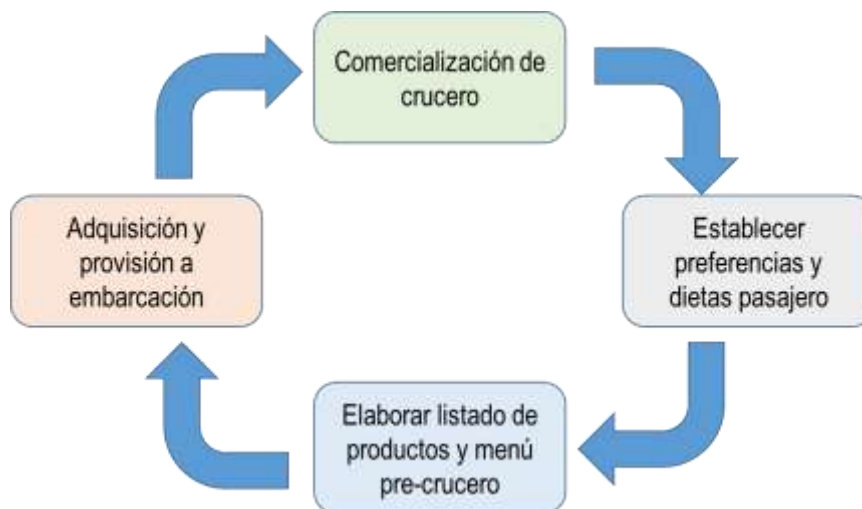 Comercialización de
crucero
Establecer
preferencias y
dietas pasajero
Elaborar listado de
productos y menú
pre-crucero
Adquisición y
provisión a
embarcación